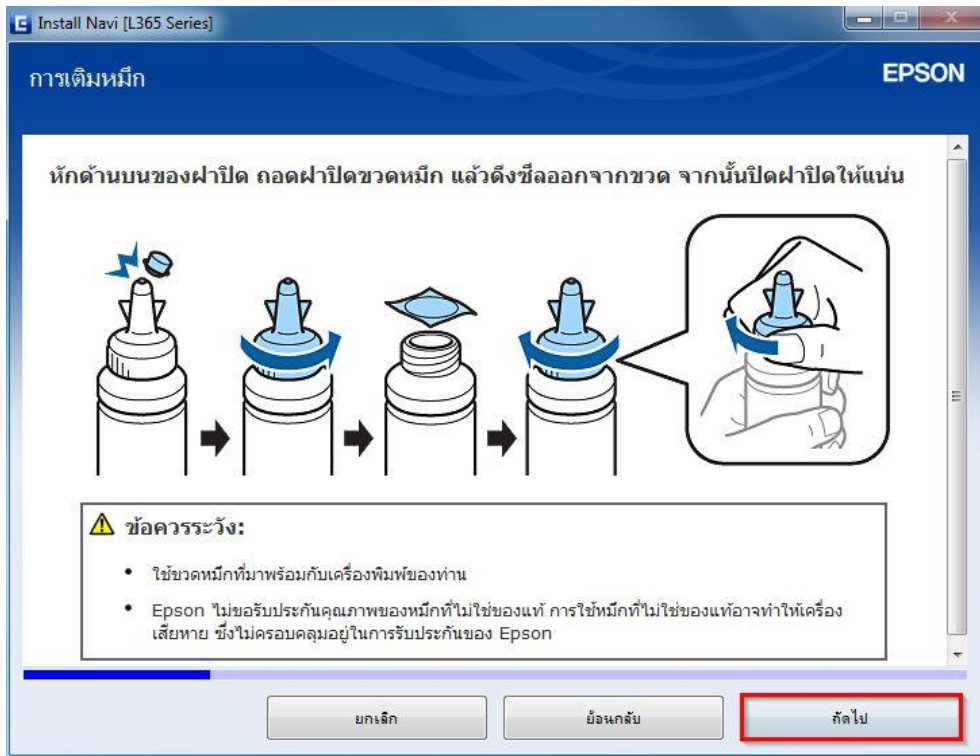 Install Navi [L365 Series]
การเติมหมึก
EPSON
หักด้านบนของฝาปิด ถอดฝาปิดขวดหมึก แล้วดึงซีลออกจากขวด จากนั้นปิดฝาปิดให้แน่น
ข้อควรระวัง:
• ใช้ขวดหมึกที่มาพร้อมกับเครื่องพิมพ์ของท่าน
• Epson ไม่ขอรับประกันคุณภาพของหมึกที่ไม่ใช่ของแท้ การใช้หมึกที่ไม่ใช่ของแท้อาจทำให้เครื่อง
เสียหาย ซึ่งไม่ครอบคลุมอยู่ในการรับประกันของ Epson
ยกเลิก
ย้อนกลับ
ถัดไป